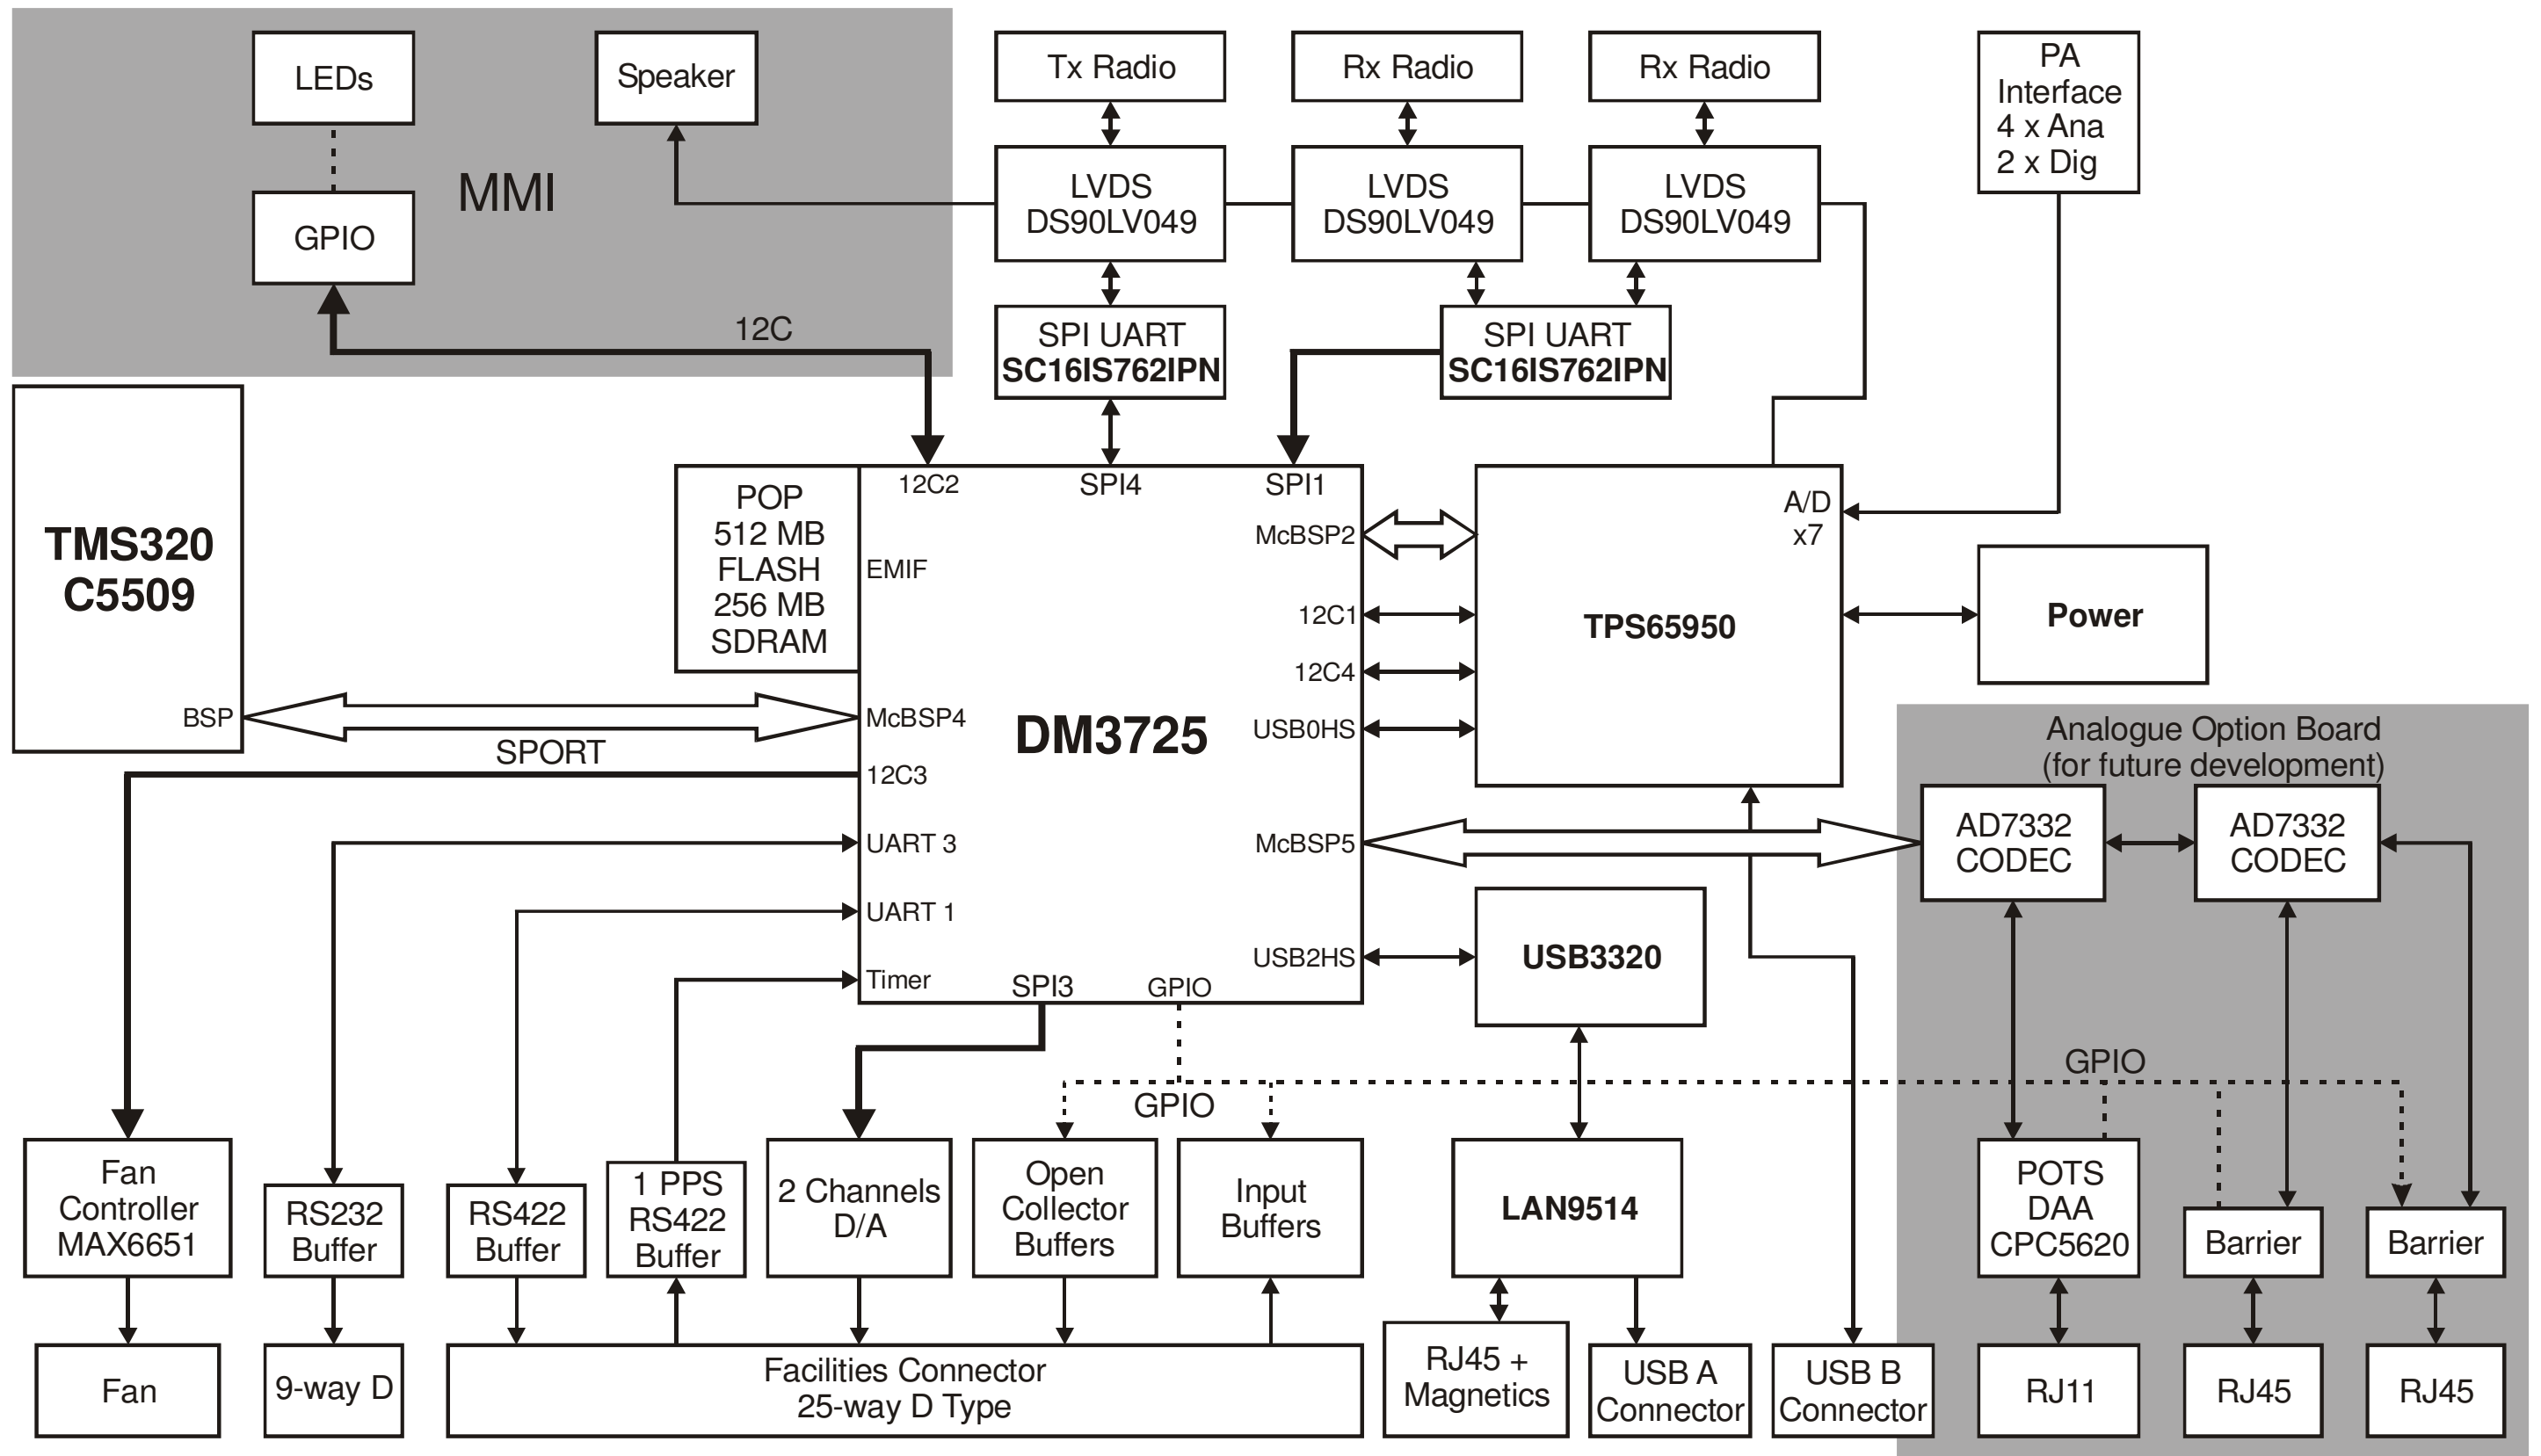 LEDs
Speaker
Tx Radio
Rx Radio
Rx Radio
PA
Interface
4 x Ana
2 x Dig
MMI
GPIO
LVDS
DS90LV049
LVDS
DS90LV049
LVDS
DS90LV049
12C
SPI UART
SC16IS762IPN
SPI UART
SC16IS762IPN
TMS320
C5509
BSP
SPORT
POP
512 MB
FLASH
256 MB
SDRAM
12C2
SPI4
SPI1
EMIF
McBSP4
12C3
UART 3
UART 1
Timer
DM3725
McBSP2
12C1
12C4
USB0HS
McBSP5
USB2HS
SPI3
GPIO
A/D
x7
TPS65950
Power
Analogue Option Board
(for future development)
AD7332
CODEC
AD7332
CODEC
USB3320
GPIO
GPIO
Fan
Controller
MAX6651
RS232
Buffer
RS422
Buffer
1 PPS
RS422
Buffer
2 Channels
D/A
Open
Collector
Buffers
Input
Buffers
LAN9514
POTS
DAA
CPC5620
Barrier
Barrier
Fan
9-way D
Facilities Connector
25-way D Type
RJ45 +
Magnetics
USB A
Connector
USB B
Connector
RJ11
RJ45
RJ45